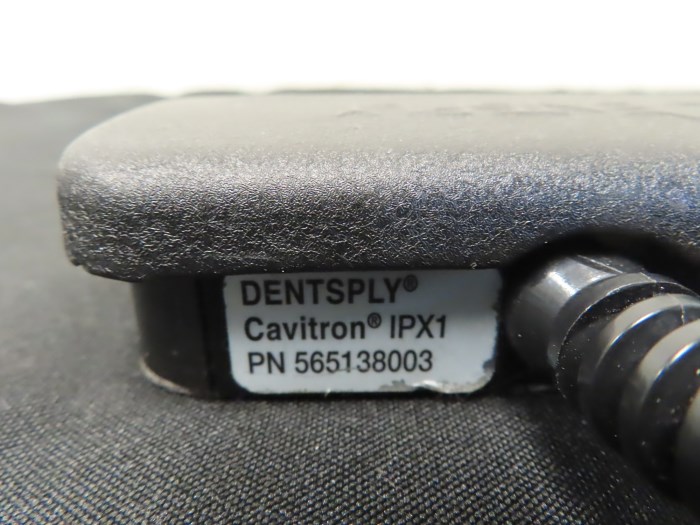 DENTSPLY®
Cavitron® IPX1
PN 565138003